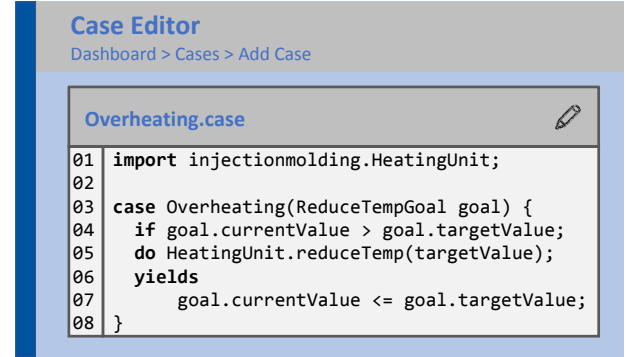 Case Editor
Dashboard > Cases > Add Case
Overheating.case
01 import injectionmolding.HeatingUnit;
02
03 case Overheating(ReduceTempGoal goal) {
04   if goal.currentValue > goal.targetValue;
05   do HeatingUnit.reduceTemp(targetValue);
06   yields
07      goal.currentValue <= goal.targetValue;
08 }